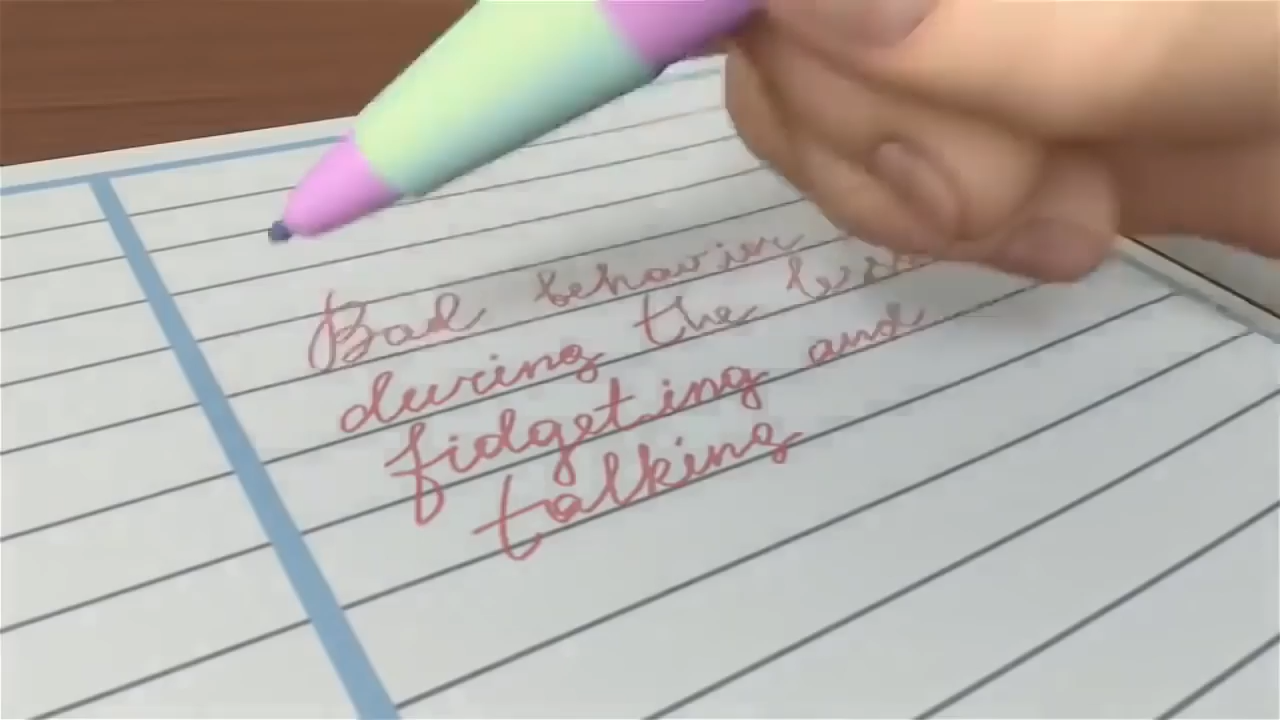 Bad behavior
during the
fidgeting and
talking